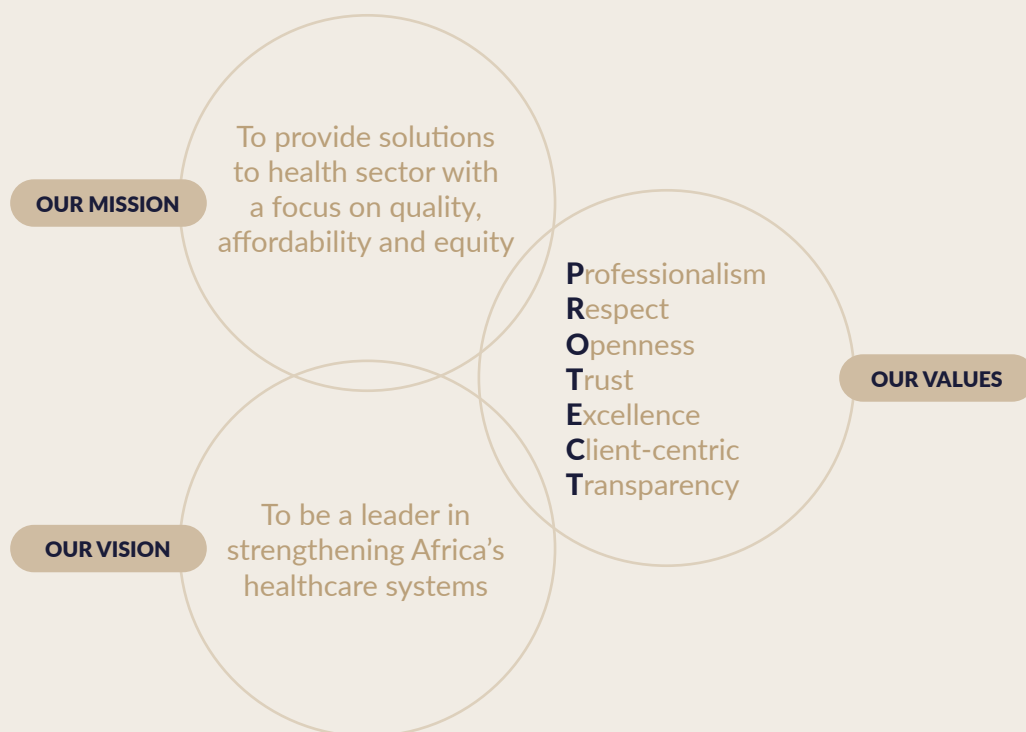 OUR MISSION
To provide solutions
to health sector with
a focus on quality,
affordability and equity
OUR VISION
To be a leader in
strengthening Africa’s
healthcare systems
OUR VALUES
Professionalism
Respect
Openness
Trust
Excellence
Client-centric
Transparency